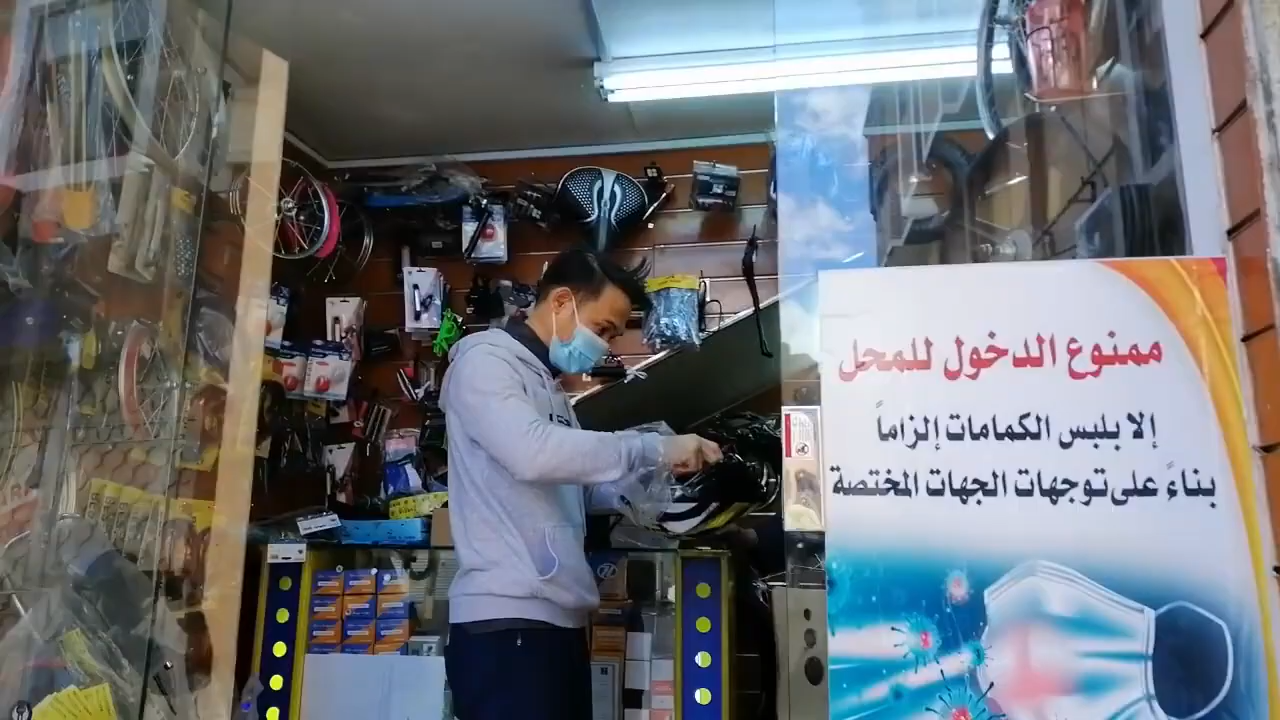 ممنوع الدخول للمحل
إلا بلبس الكمامات إلزاماً
بناءً على توجهات الجهات المختصة